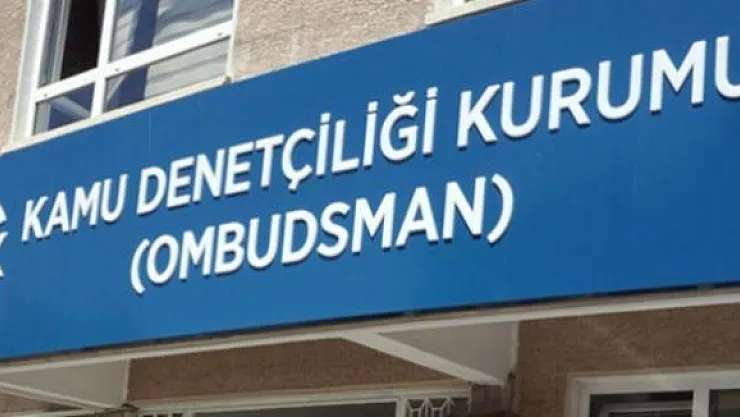 KAMU DENETÇİLİĞİ KURUMU
(OMBUDSMAN)